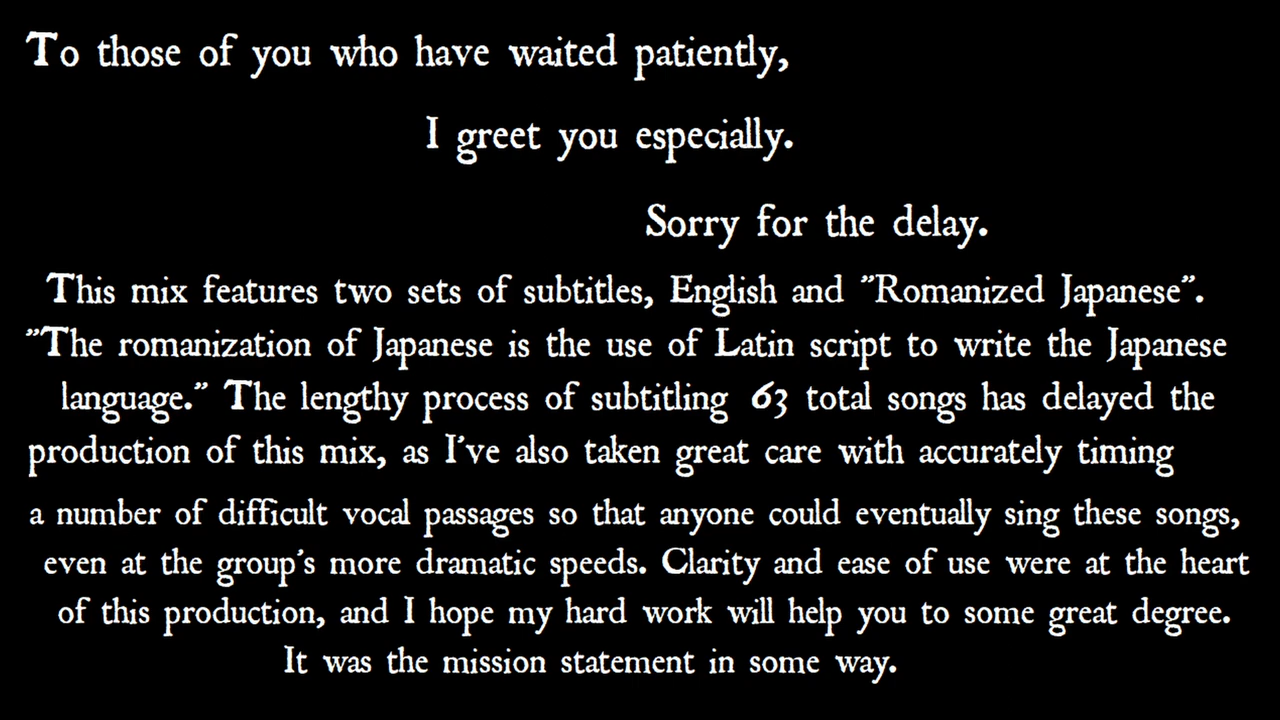 To those of you who have waited patiently,
I greet you especially.
Sorry for the delay.
This mix features two sets of subtitles, English and "Romanized Japanese".
"The romanization of Japanese is the use of Latin script to write the Japanese
language." The lengthy process of subtitling 63 total songs has delayed the
production of this mix, as I've also taken great care with accurately timing
a number of difficult vocal passages so that anyone could eventually sing these songs,
even at the group's more dramatic speeds. Clarity and ease of use were at the heart
of this production, and I hope my hard work will help you to some great degree.
It was the mission statement in some way.